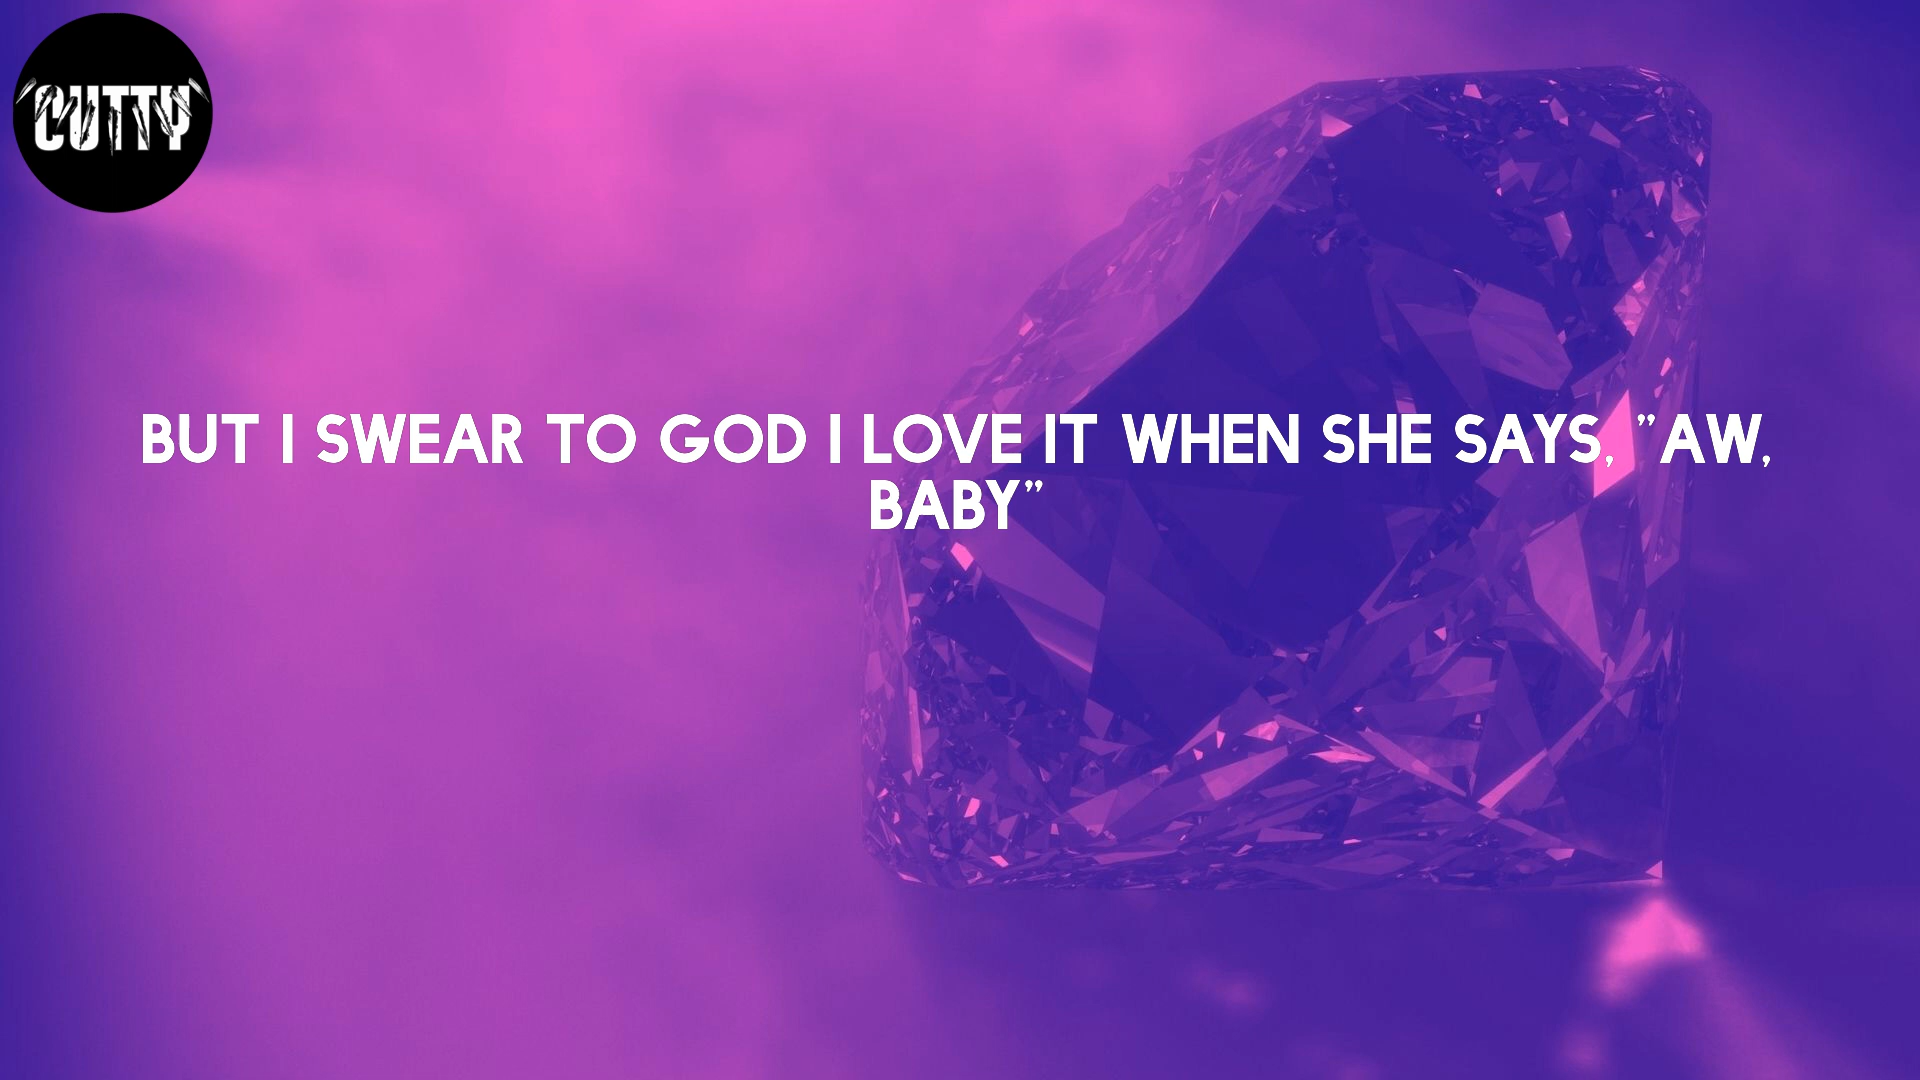 CUTTY
BUT I SWEAR TO GOD I LOVE IT WHEN SHE SAYS, ”AW,
BABY”